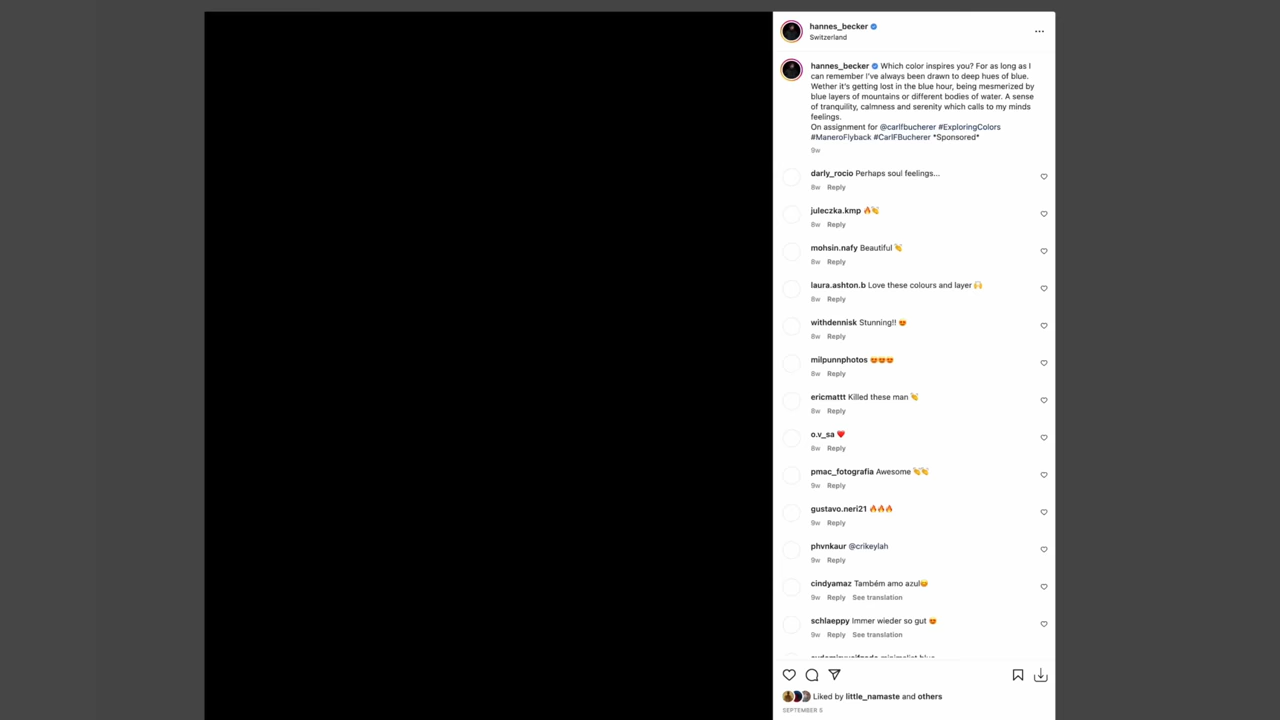 hannes_becker
Switzerland
hannes_becker Which color inspires you? For as long as I
can remember I've always been drawn to deep hues of blue.
Wether it's getting lost in the blue hour, being mesmerized by
blue layers of mountains or different bodies of water. A sense
of tranquility, calmness and serenity which calls to my minds
feelings.
On assignment for @carlfbucherer #ExploringColors
#ManeroFlyback #CarlFBucherer *Sponsored*
9w
darly_rocio Perhaps soul feelings...
8w Reply
juleczka.kmp 🔥👏
8w Reply
mohsin.nafy Beautiful 👏
8w Reply
laura.ashton.b Love these colours and layer 🙌
8w Reply
withdennisk Stunning!! 😍
8w Reply
milpunnphotos 😍😍😍
8w Reply
ericmattt Killed these man 👏
8w Reply
o.v_sa ❤️
8w Reply
pmac_fotografia Awesome 👏👏
9w Reply
gustavo.neri21 🔥🔥🔥
9w Reply
phvnkaur @crikeylah
9w Reply
cindyamaz Também amo azul😊
9w Reply See translation
schlaeppy Immer wieder so gut 😍
9w Reply See translation
Liked by little_namaste and others
SEPTEMBER 5